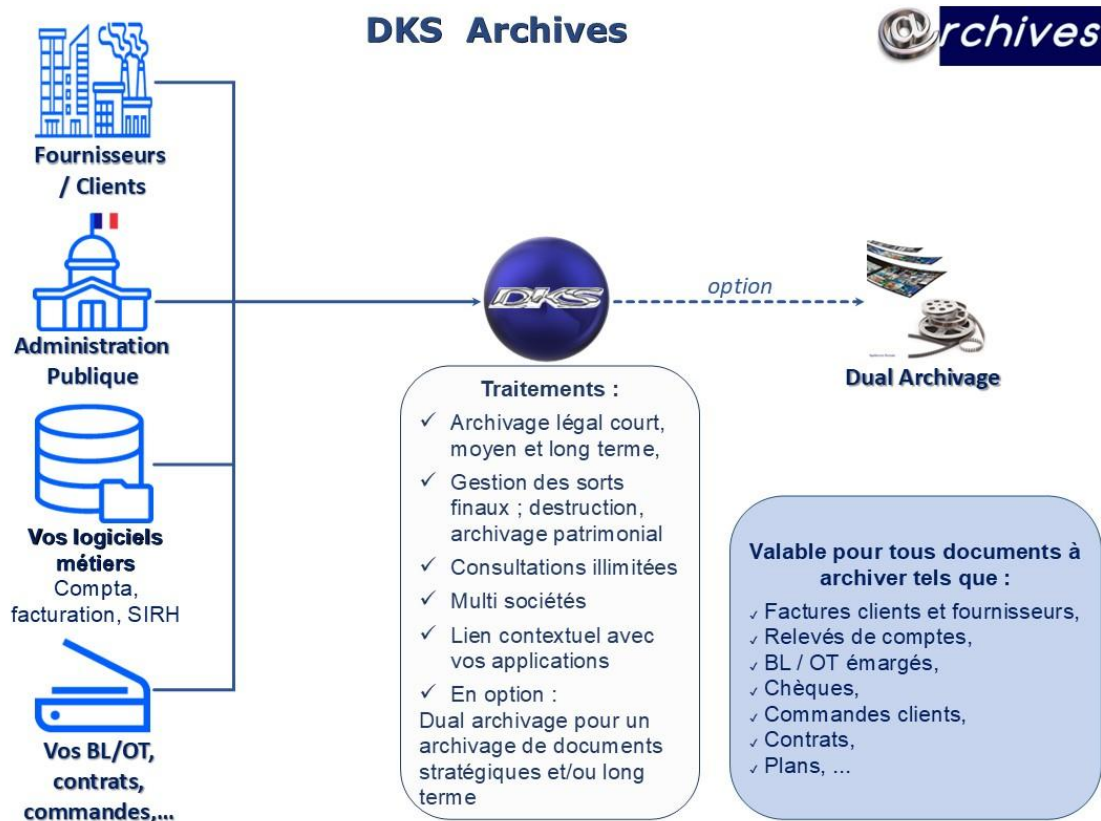 DKS Archives
@rchives
Fournisseurs
/ Clients
Administration
Publique
Vos logiciels
métiers
Compta,
facturation, SIRH
Vos BL/OT,
contrats,
commandes,...
DKS
option
Dual Archivage
Traitements :
✓ Archivage légal court,
moyen et long terme,
✓ Gestion des sorts
finaux ; destruction,
archivage patrimonial
✓ Consultations illimitées
✓ Multi sociétés
✓ Lien contextuel avec
vos applications
✓ En option :
Dual archivage pour un
archivage de documents
stratégiques et/ou long
terme
Valable pour tous documents à
archiver tels que :
✓ Factures clients et fournisseurs,
✓ Relevés de comptes,
✓ BL / OT émargés,
✓ Chèques,
✓ Commandes clients,
✓ Contrats,
✓ Plans, ...